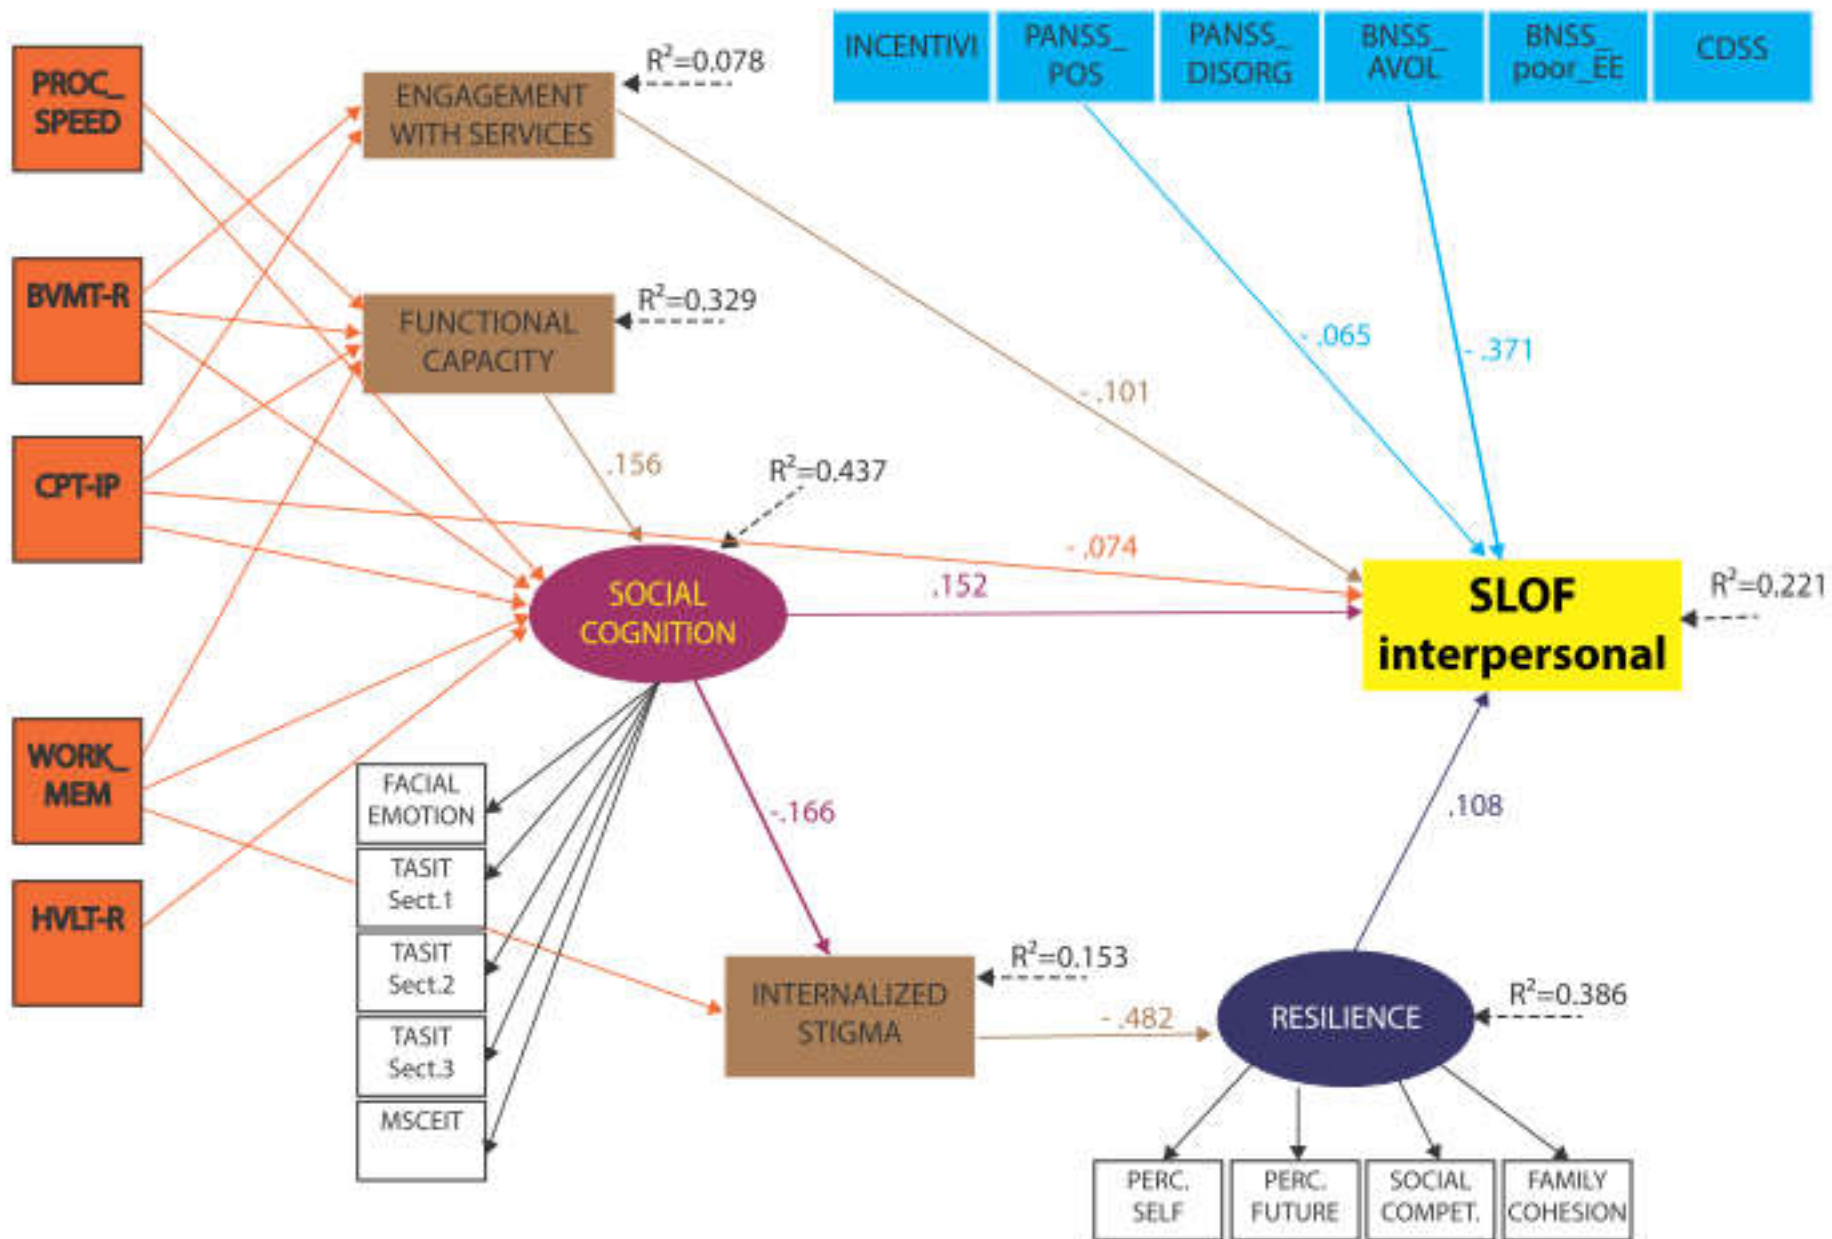 INCENTIVI
PANSS_
POS
PANSS_
DISORG
BNSS_
AVOL
BNSS_
poor_EE
CDSS
PROC_
SPEED
ENGAGEMENT
WITH SERVICES
R²=0.078
BVMT-R
FUNCTIONAL
CAPACITY
R²=0.329
- .065
- .371
- .101
CPT-IP
.156
R²=0.437
- .074
.152
SOCIAL
COGNITION
SLOF
interpersonal
R²=0.221
WORK_
MEM
FACIAL
EMOTION
TASIT
Sect.1
TASIT
Sect.2
TASIT
Sect.3
MSCEIT
-.166
.108
HVLT-R
INTERNALIZED
STIGMA
R²=0.153
- .482
RESILIENCE
R²=0.386
PERC.
SELF
PERC.
FUTURE
SOCIAL
COMPET.
FAMILY
COHESION